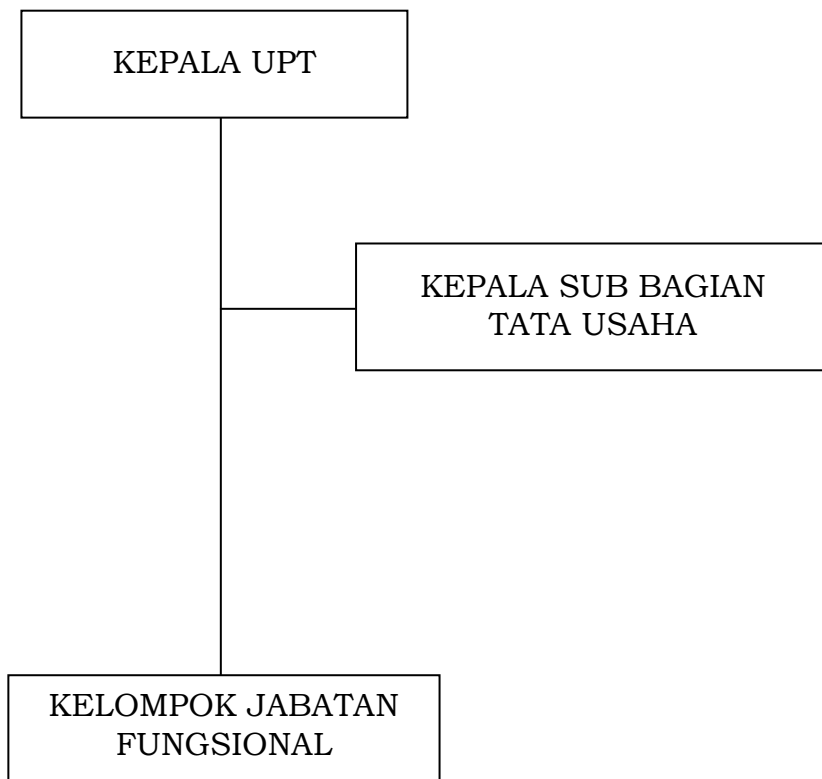 KEPALA UPT
KEPALA SUB BAGIAN
TATA USAHA
KELOMPOK JABATAN
FUNGSIONAL